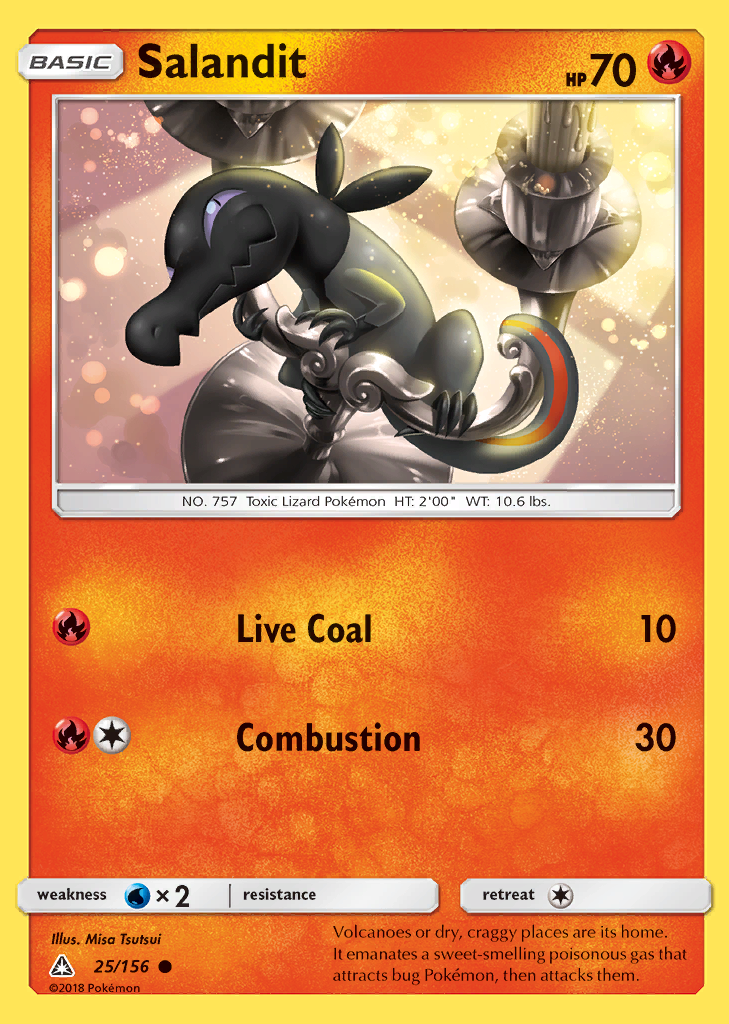 BASIC Salandit HP 70
NO. 757 Toxic Lizard Pokémon HT: 2'00" WT: 10.6 lbs.
Live Coal 10
Combustion 30
weakness × 2 resistance retreat
Illus. Misa Tsutsui
25/156
©2018 Pokémon
Volcanoes or dry, craggy places are its home.
It emanates a sweet-smelling poisonous gas that
attracts bug Pokémon, then attacks them.